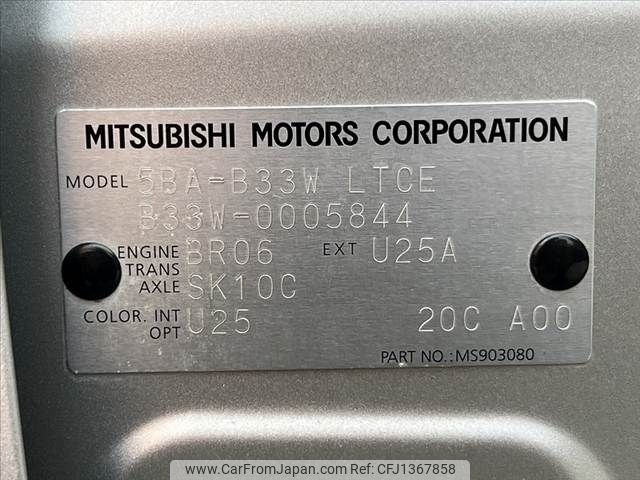 MITSUBISHI MOTORS CORPORATION
MODEL 5BA-B33W LTCE
B33W-0005844
ENGINE BR06 EXT U25A
TRANS
AXLE SK10C
COLOR. INT U25 20C A00
OPT
PART NO.:MS903080
www.CarFromJapan.com | CFJ1367858